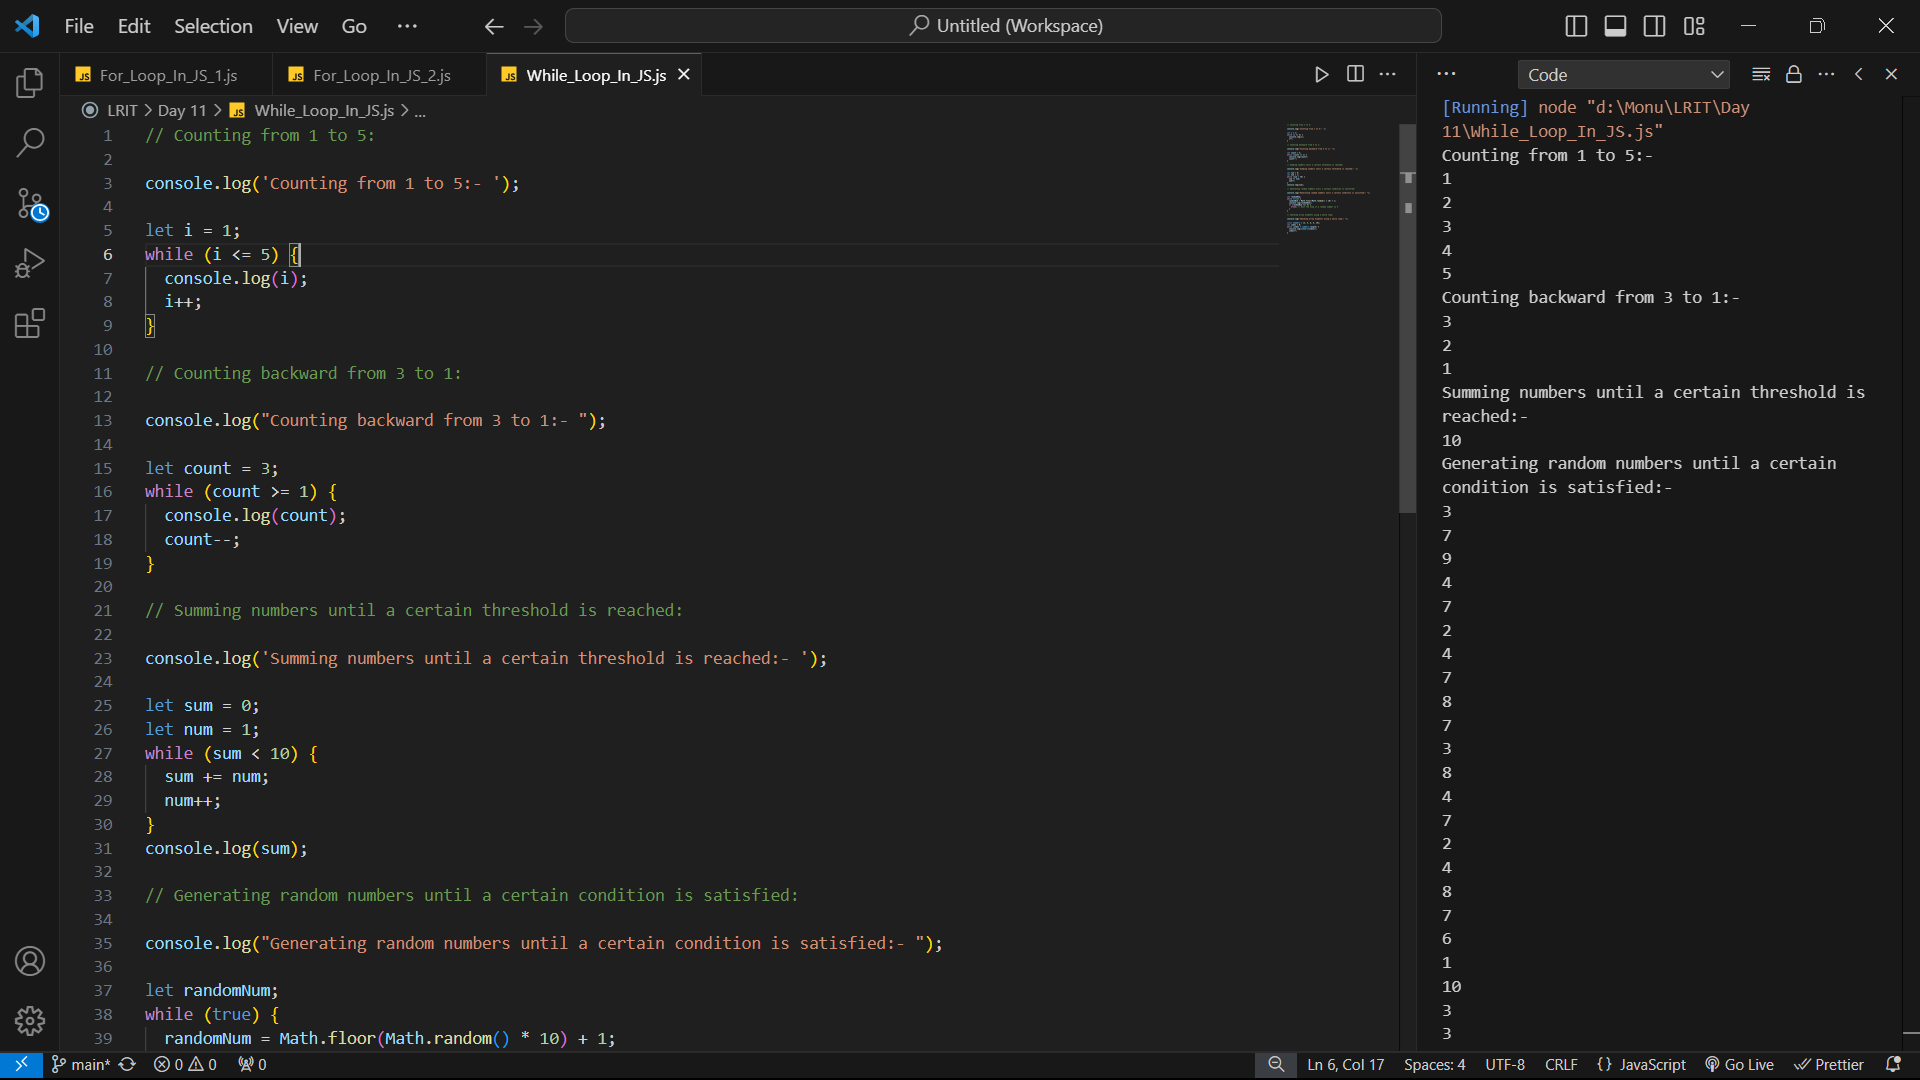 File Edit Selection View Go ··· Untitled (Workspace)
For_Loop_In_JS_1.js For_Loop_In_JS_2.js While_Loop_In_JS.js
LRIT > Day 11 > JS While_Loop_In_JS.js > ...
1 // Counting from 1 to 5:
2
3 console.log('Counting from 1 to 5:- ');
4
5 let i = 1;
6 while (i <= 5) {
7 console.log(i);
8 i++;
9 }
10
11 // Counting backward from 3 to 1:
12
13 console.log("Counting backward from 3 to 1:- ");
14
15 let count = 3;
16 while (count >= 1) {
17 console.log(count);
18 count--;
19 }
20
21 // Summing numbers until a certain threshold is reached:
22
23 console.log('Summing numbers until a certain threshold is reached:- ');
24
25 let sum = 0;
26 let num = 1;
27 while (sum < 10) {
28 sum += num;
29 num++;
30 }
31 console.log(sum);
32
33 // Generating random numbers until a certain condition is satisfied:
34
35 console.log("Generating random numbers until a certain condition is satisfied:- ");
36
37 let randomNum;
38 while (true) {
39 randomNum = Math.floor(Math.random() * 10) + 1;
Code
[Running] node "d:\Monu\LRIT\Day
11\While_Loop_In_JS.js"
Counting from 1 to 5:-
1
2
3
4
5
Counting backward from 3 to 1:-
3
2
1
Summing numbers until a certain threshold is
reached:-
10
Generating random numbers until a certain
condition is satisfied:-
3
7
9
4
7
2
4
7
8
7
3
8
4
7
2
4
8
7
6
1
10
3
3
main* 0 0 0 Ln 6, Col 17 Spaces: 4 UTF-8 CRLF {} JavaScript Go Live Prettier